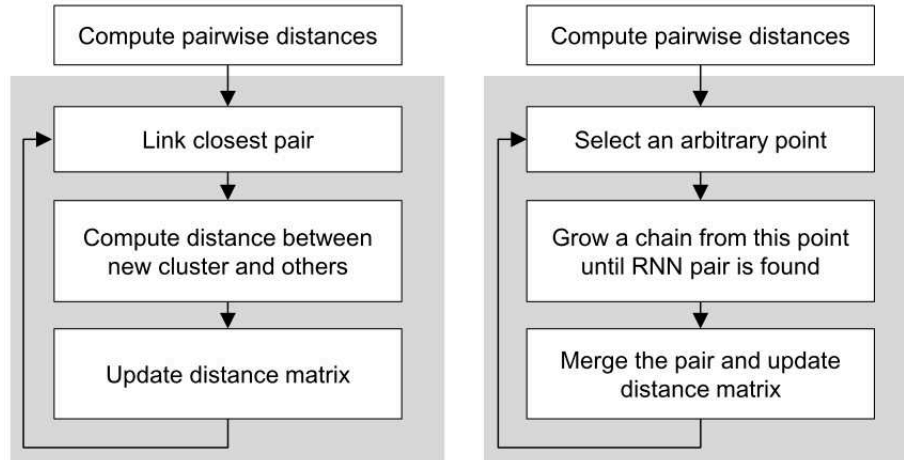 Compute pairwise distances
Link closest pair
Compute distance between
new cluster and others
Update distance matrix
Compute pairwise distances
Select an arbitrary point
Grow a chain from this point
until RNN pair is found
Merge the pair and update
distance matrix